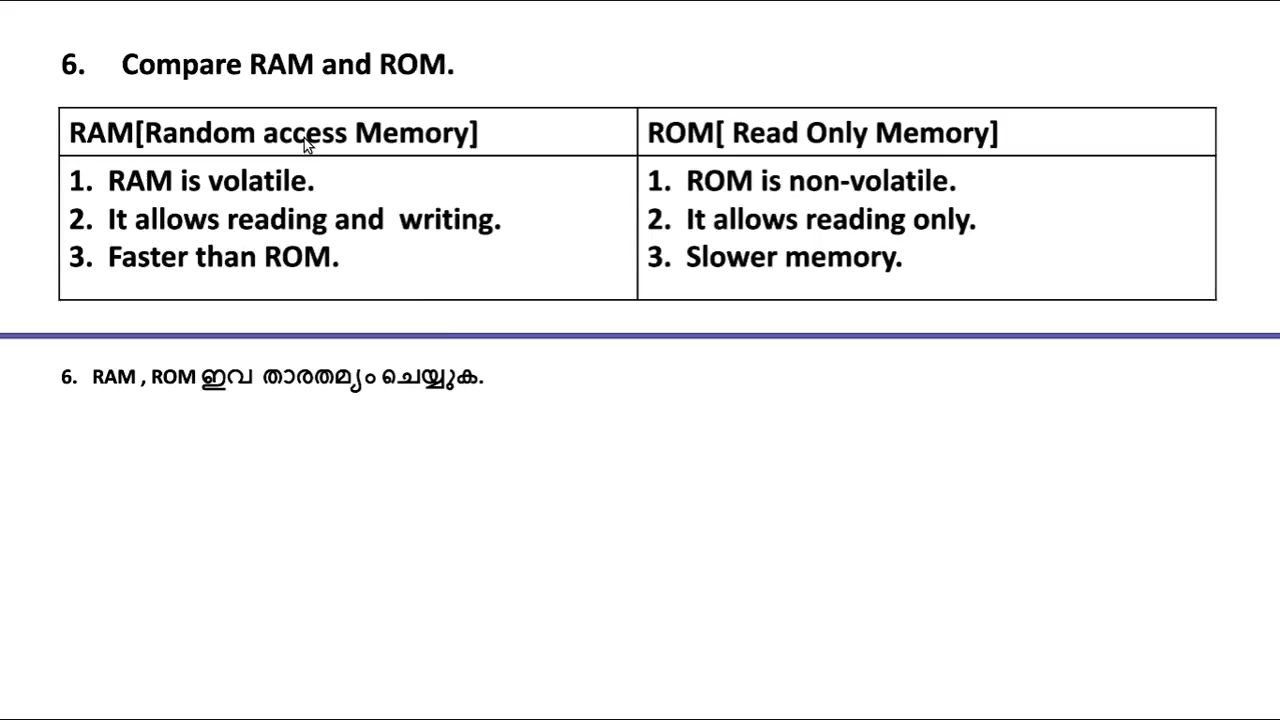 6. Compare RAM and ROM.
RAM[Random access Memory]
1. RAM is volatile.
2. It allows reading and writing.
3. Faster than ROM.
ROM[ Read Only Memory]
1. ROM is non-volatile.
2. It allows reading only.
3. Slower memory.
6. RAM , ROM ഇവ താരതമ്യം ചെയ്യുക.